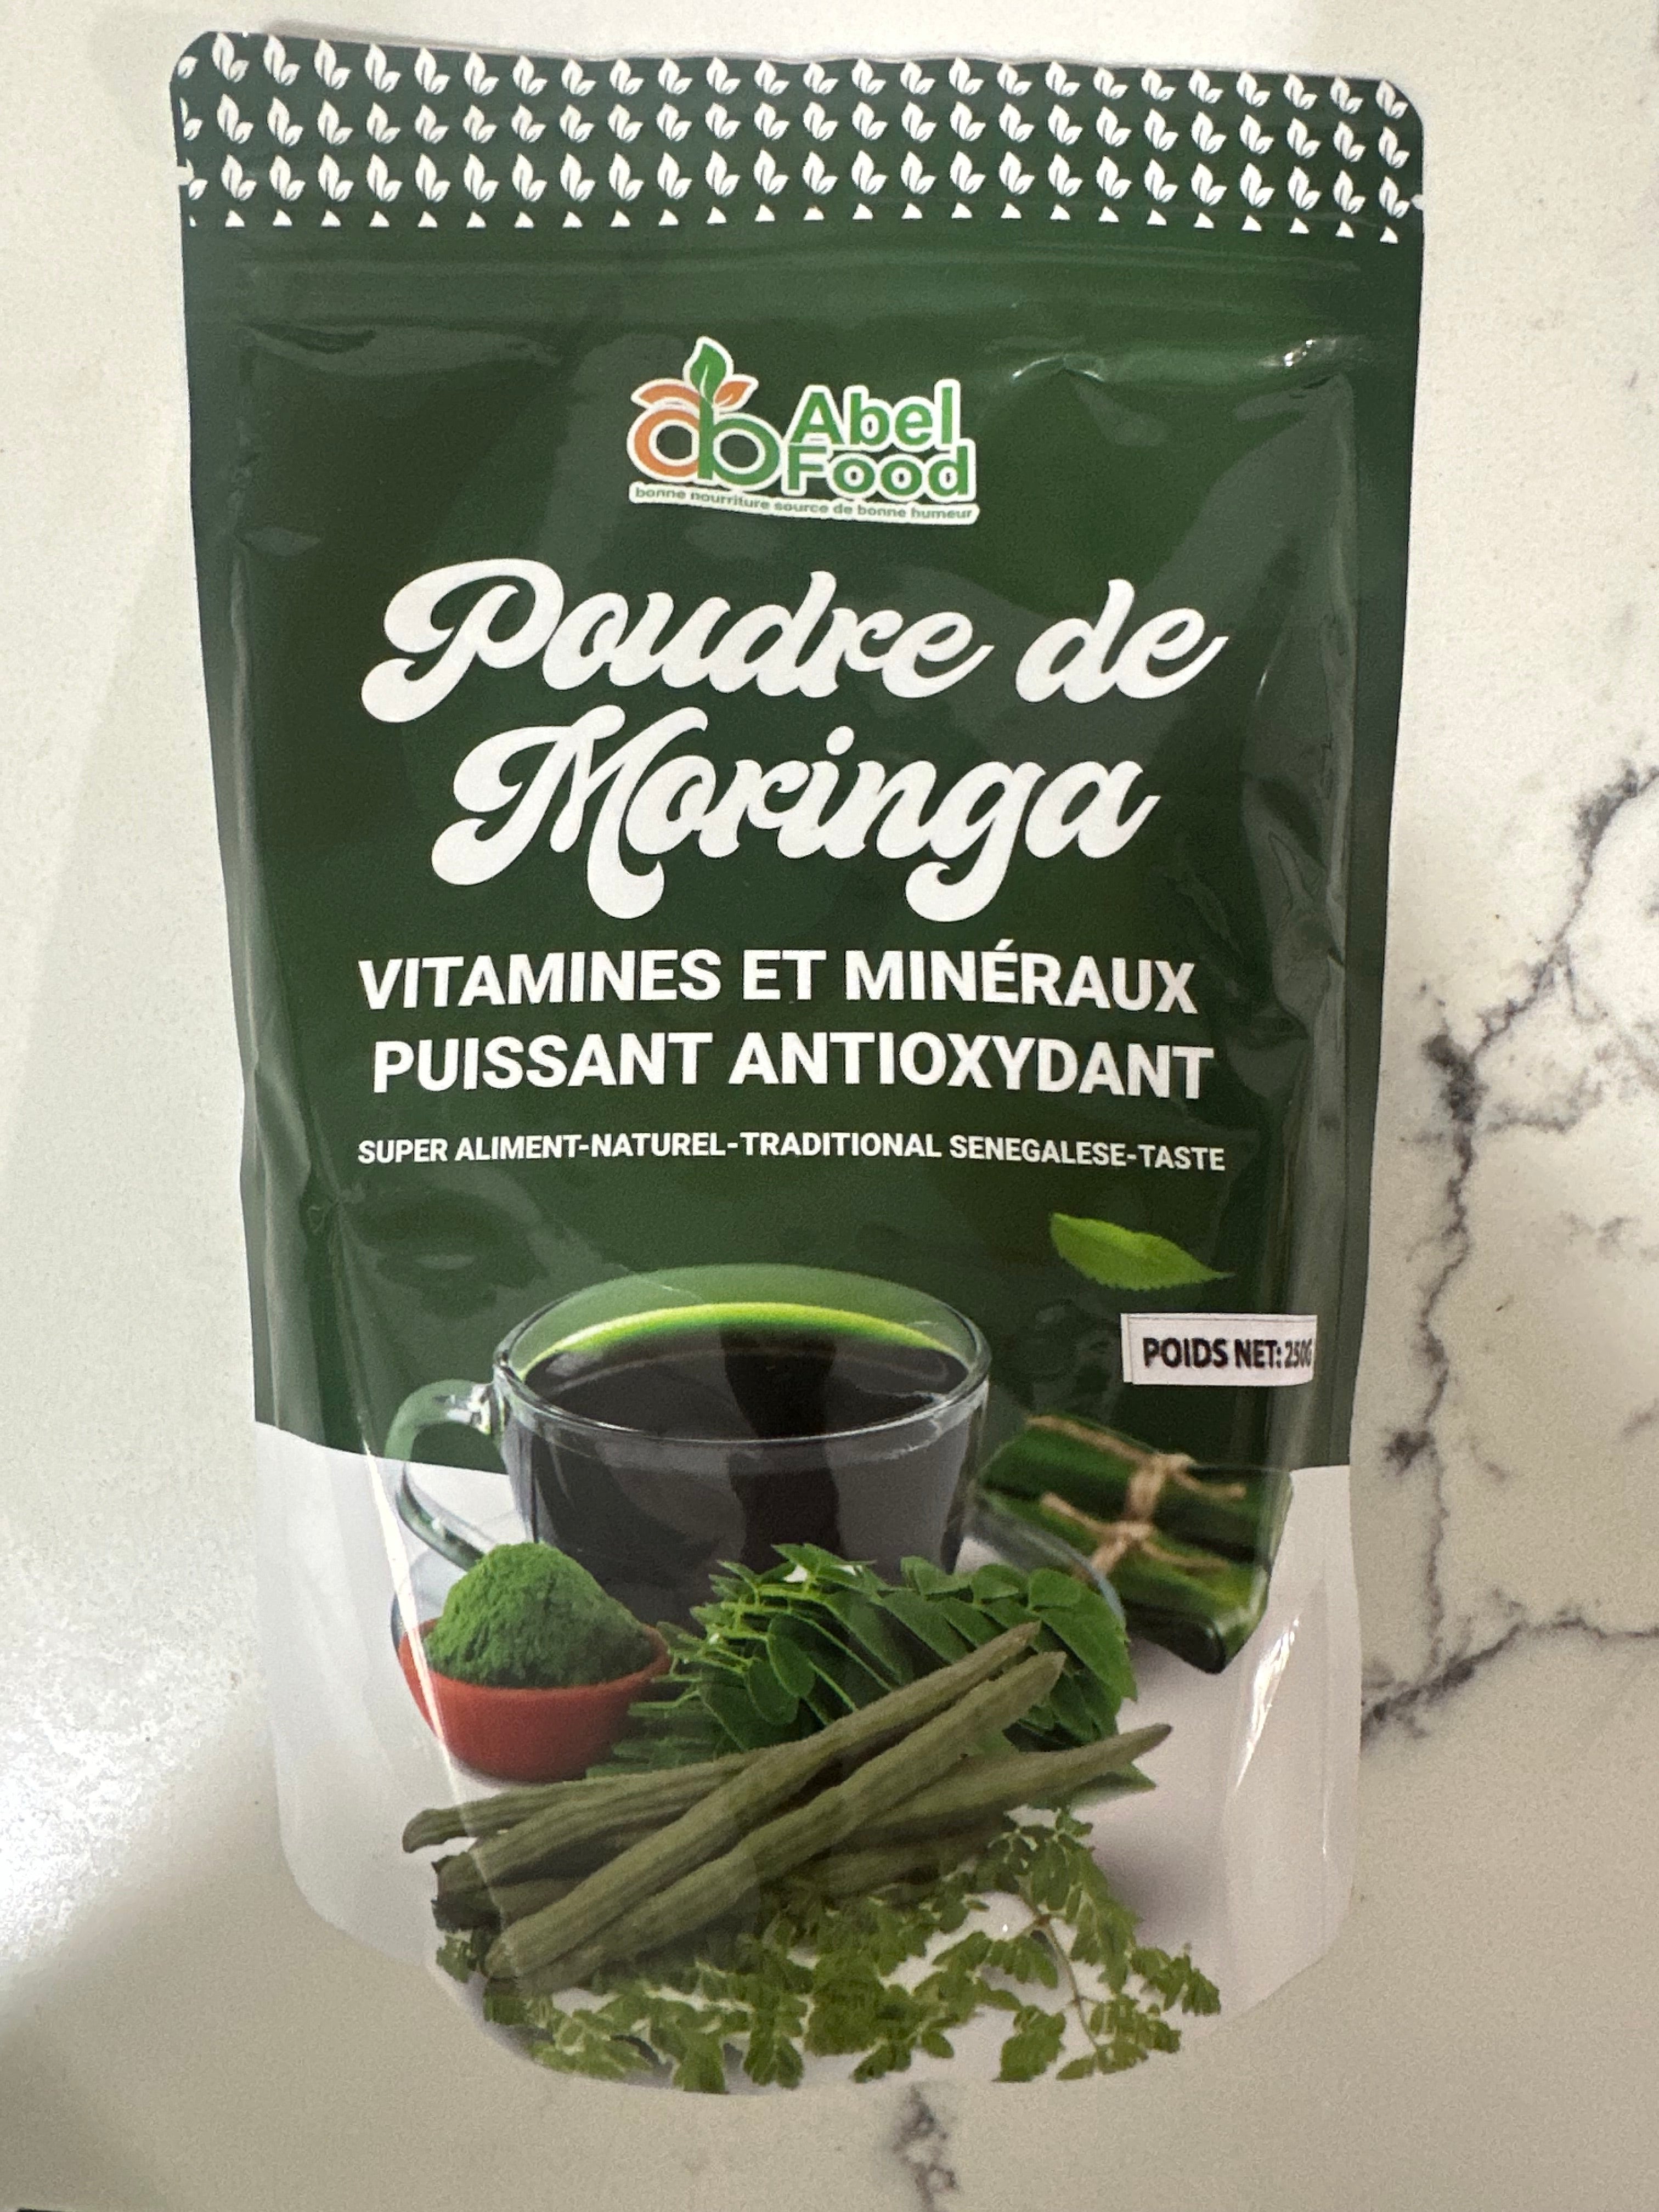 Abel
Food
bonne nourriture source de bonne humeur
Poudre de
Moringa
VITAMINES ET MINÉRAUX
PUISSANT ANTIOXYDANT
SUPER ALIMENT-NATUREL-TRADITIONAL SENEGALESE-TASTE
POIDS NET: 250G